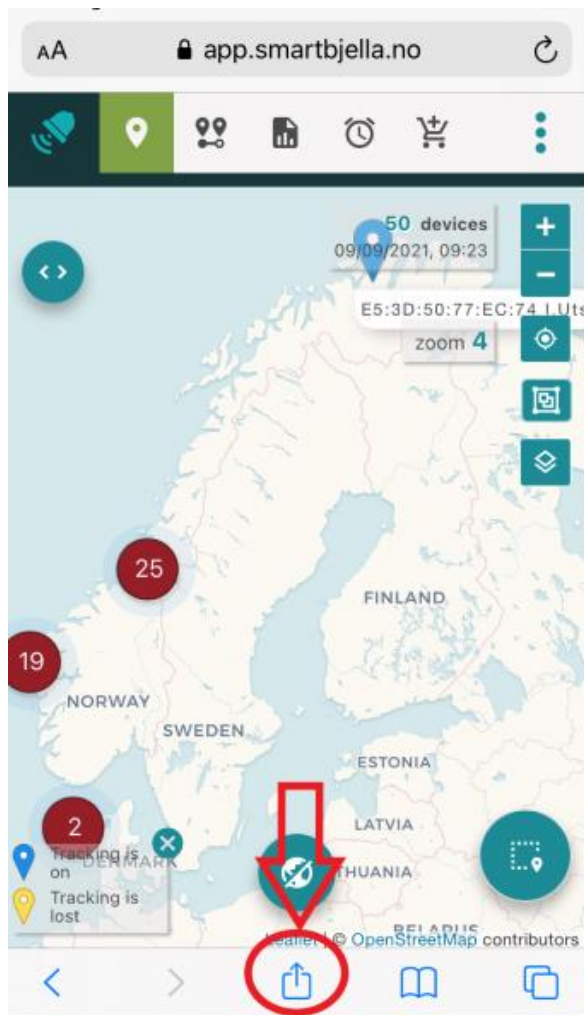 AA app.smartbjella.no
50 devices
09/09/2021, 09:23
E5:3D:50:77:EC:74 | Uts
zoom 4
25
FINLAND
19
NORWAY
SWEDEN
ESTONIA
2
LATVIA
DENMARK
Tracking is
on
THUANIA
Tracking is
lost
BELARUS
Leaflet | © OpenStreetMap contributors